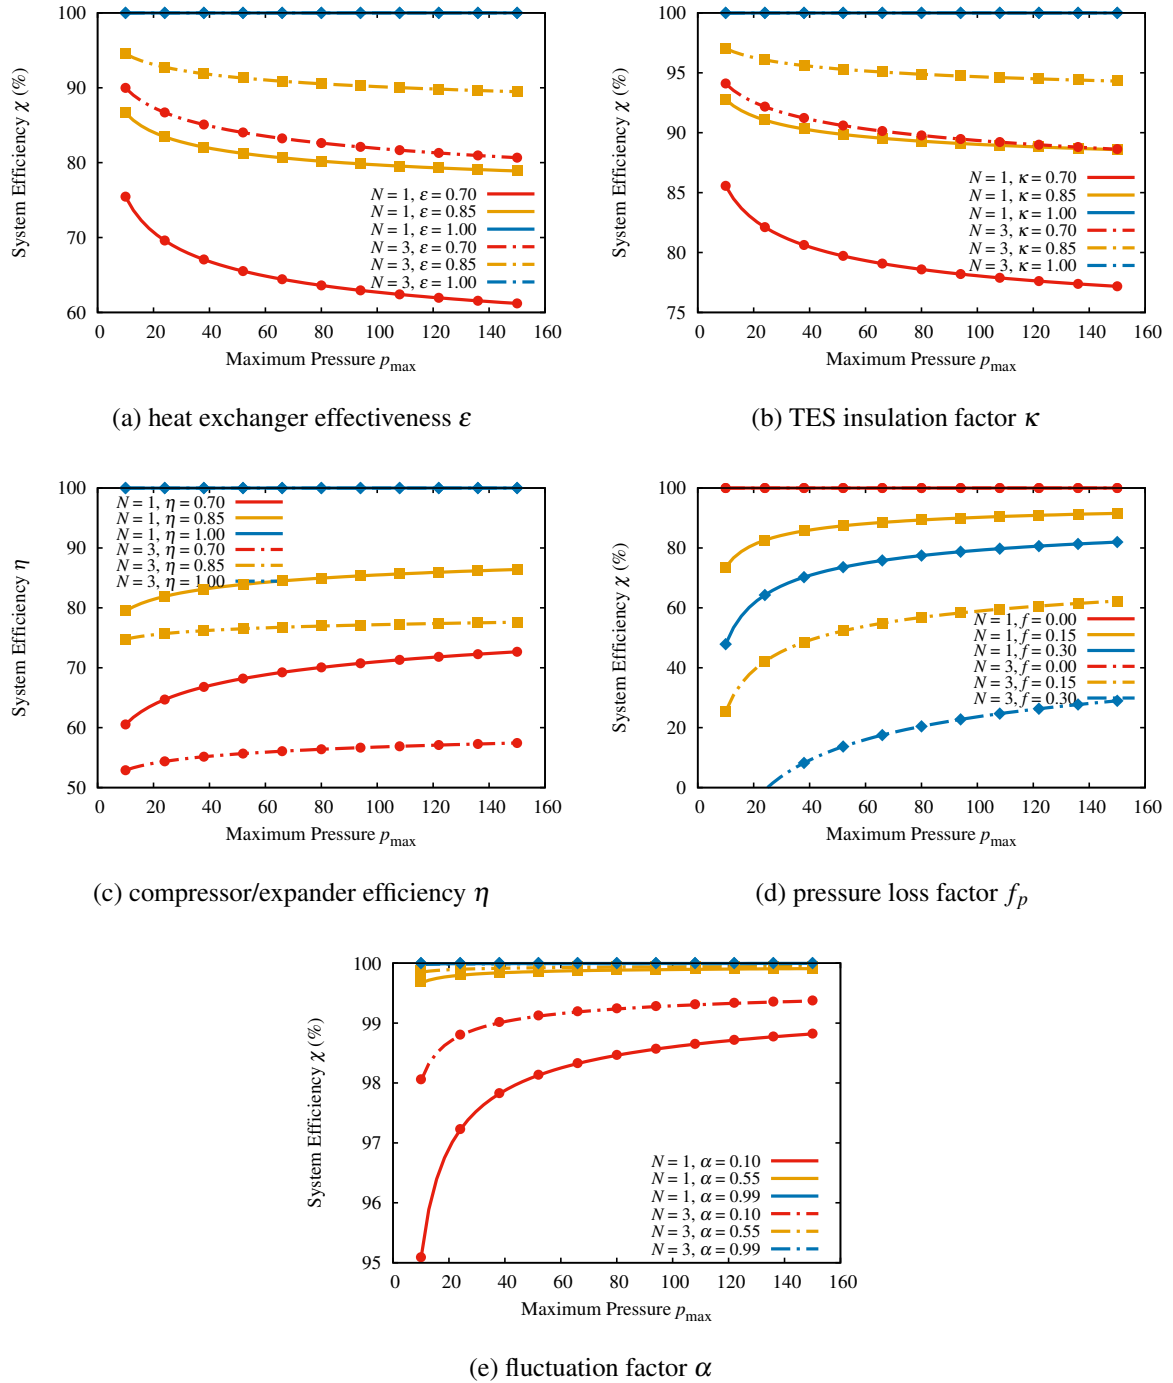 100
90
80
70
60
0 20 40 60 80 100 120 140 160
System Efficiency χ (%)
Maximum Pressure pmax
N = 1, ε = 0.70
N = 1, ε = 0.85
N = 1, ε = 1.00
N = 3, ε = 0.70
N = 3, ε = 0.85
N = 3, ε = 1.00
(a) heat exchanger effectiveness ε
100
95
90
85
80
75
0 20 40 60 80 100 120 140 160
System Efficiency χ (%)
Maximum Pressure pmax
N = 1, κ = 0.70
N = 1, κ = 0.85
N = 1, κ = 1.00
N = 3, κ = 0.70
N = 3, κ = 0.85
N = 3, κ = 1.00
(b) TES insulation factor κ
100
90
80
70
60
50
0 20 40 60 80 100 120 140 160
System Efficiency η
Maximum Pressure pmax
N = 1, η = 0.70
N = 1, η = 0.85
N = 1, η = 1.00
N = 3, η = 0.70
N = 3, η = 0.85
N = 3, η = 1.00
(c) compressor/expander efficiency η
100
80
60
40
20
0
0 20 40 60 80 100 120 140 160
System Efficiency χ (%)
Maximum Pressure pmax
N = 1, f = 0.00
N = 1, f = 0.15
N = 1, f = 0.30
N = 3, f = 0.00
N = 3, f = 0.15
N = 3, f = 0.30
(d) pressure loss factor fp
100
99
98
97
96
95
0 20 40 60 80 100 120 140 160
System Efficiency χ (%)
Maximum Pressure pmax
N = 1, α = 0.10
N = 1, α = 0.55
N = 1, α = 0.99
N = 3, α = 0.10
N = 3, α = 0.55
N = 3, α = 0.99
(e) fluctuation factor α